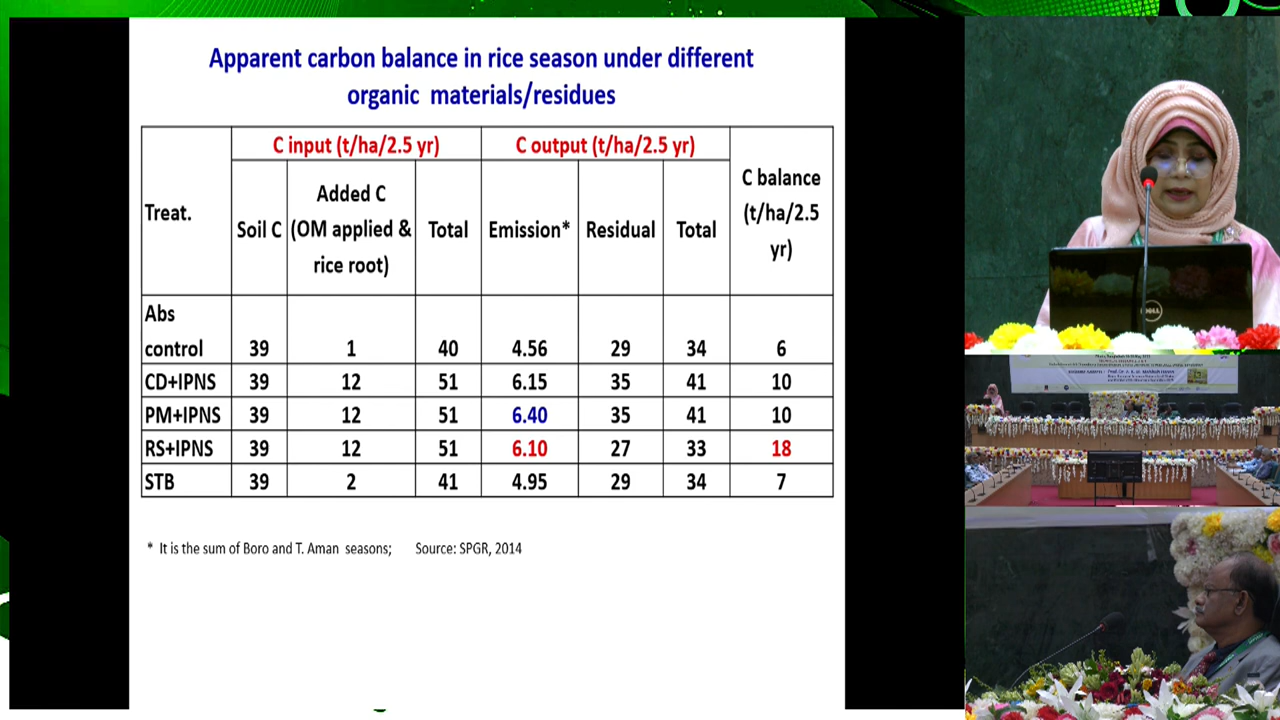 Apparent carbon balance in rice season under different
organic materials/residues
Treat. C input (t/ha/2.5 yr) C output (t/ha/2.5 yr) C balance (t/ha/2.5 yr)
Soil C Added C (OM applied & rice root) Total Emission* Residual Total
Abs control 39 1 40 4.56 29 34 6
CD+IPNS 39 12 51 6.15 35 41 10
PM+IPNS 39 12 51 6.40 35 41 10
RS+IPNS 39 12 51 6.10 27 33 18
STB 39 2 41 4.95 29 34 7
* It is the sum of Boro and T. Aman seasons; Source: SPGR, 2014
DELL